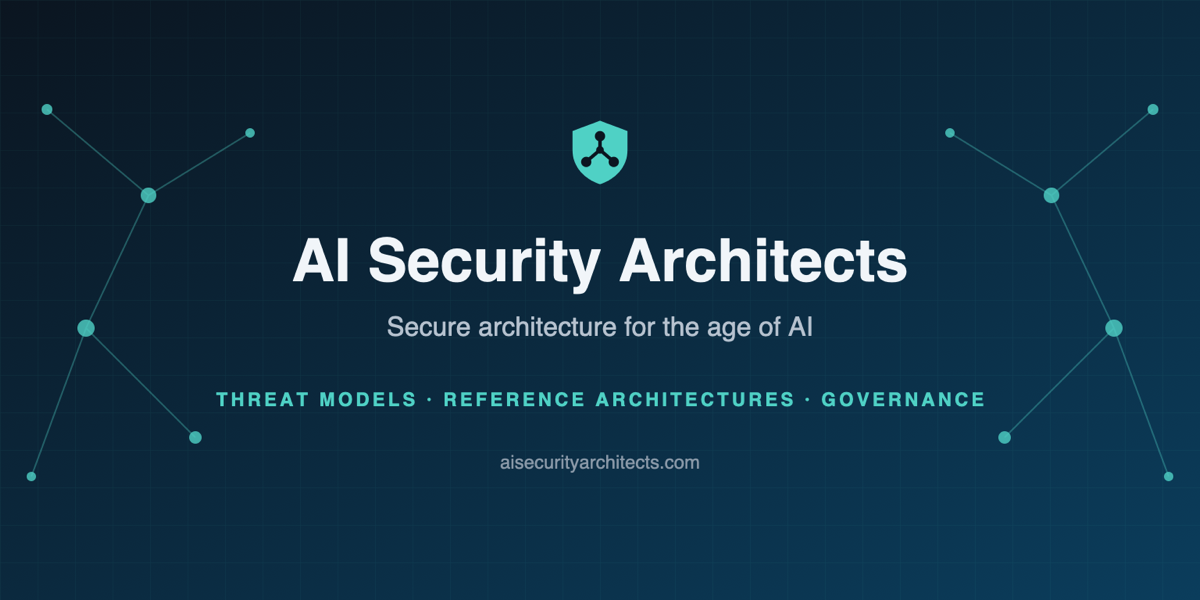 AI Security Architects
Secure architecture for the age of AI
THREAT MODELS · REFERENCE ARCHITECTURES · GOVERNANCE
aisecurityarchitects.com